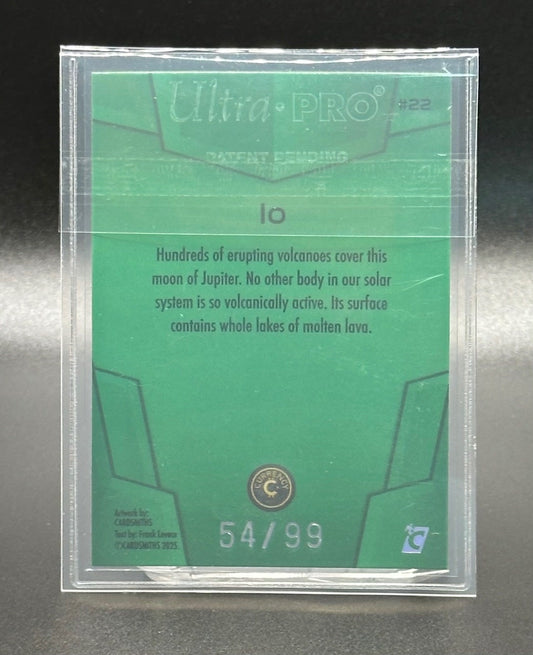 Ultra·PRO®
#22
PATENT PENDING
Io
Hundreds of erupting volcanoes cover this
moon of Jupiter. No other body in our solar
system is so volcanically active. Its surface
contains whole lakes of molten lava.
CURRENCY
C
Artwork by:
CARDSMITHS
Text by: Frank Leveux
©CARDSMITHS 2025
54/99
C